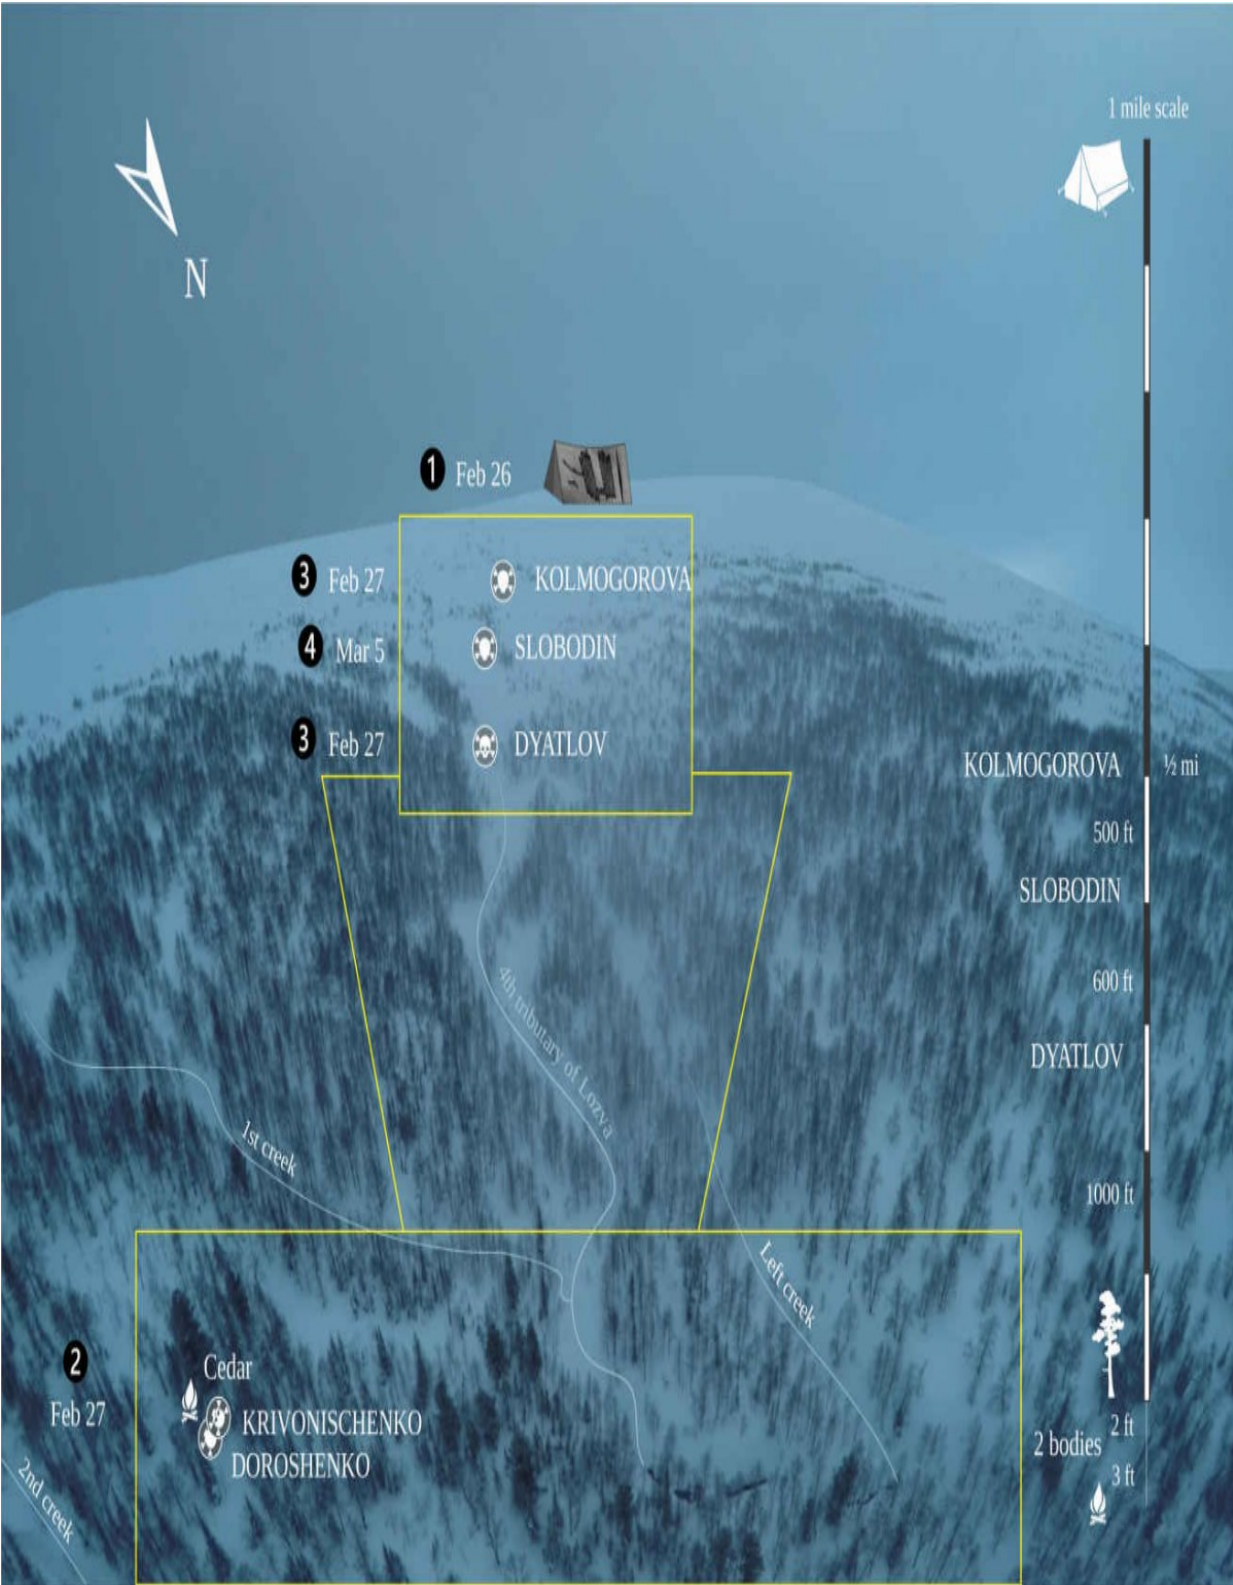 1 mile scale
N
1 Feb 26
3 Feb 27
KOLMOGOROVA
4 Mar 5
SLOBODIN
3 Feb 27
DYATLOV
KOLMOGOROVA
½ mi
500 ft
SLOBODIN
600 ft
DYATLOV
1000 ft
4th tributary of Lozva
1st creek
Left creek
2
Feb 27
Cedar
KRIVONISCHENKO
DOROSHENKO
2nd creek
2 ft
2 bodies
3 ft